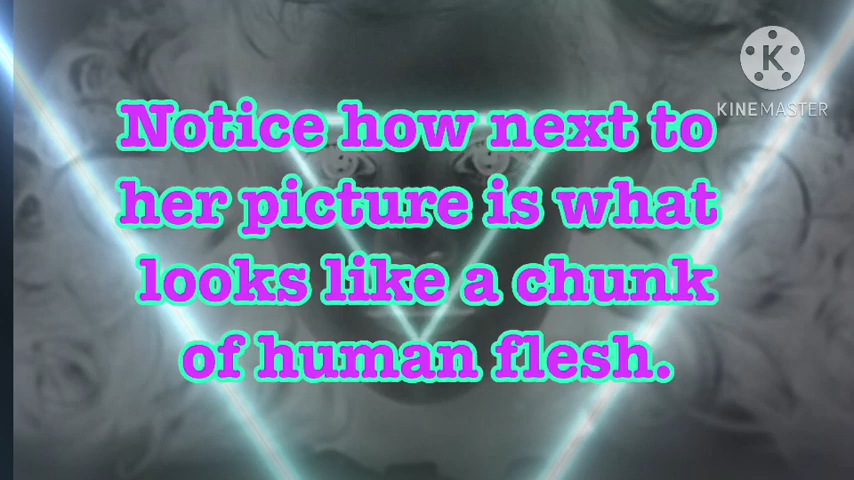 KINEMASTER
Notice how next to
her picture is what
looks like a chunk
of human flesh.